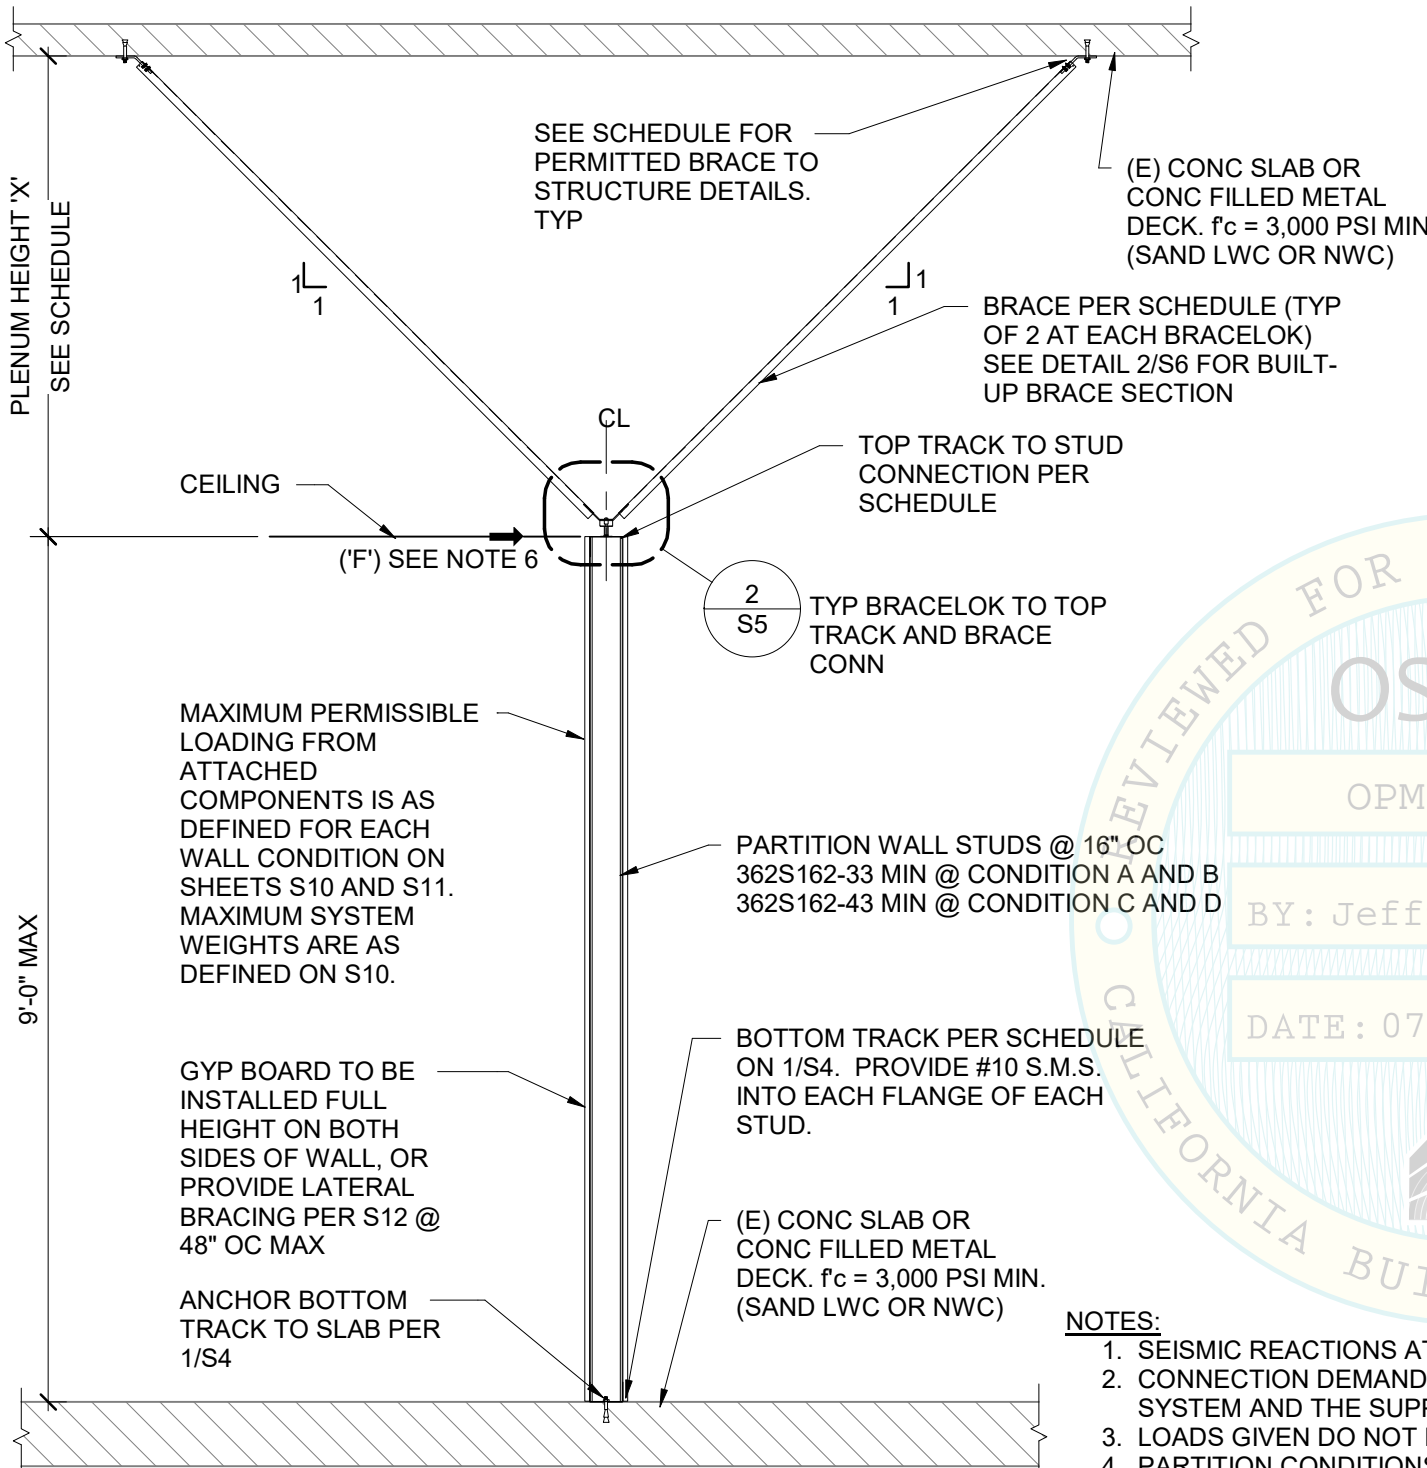 SEE SCHEDULE FOR
PERMITTED BRACE TO
STRUCTURE DETAILS.
TYP
(E) CONC SLAB OR
CONC FILLED METAL
DECK. f'c = 3,000 PSI MIN
(SAND LWC OR NWC)
PLENUM HEIGHT 'X'
SEE SCHEDULE
1
1
1
1
BRACE PER SCHEDULE (TYP
OF 2 AT EACH BRACELOK)
SEE DETAIL 2/S6 FOR BUILT-
UP BRACE SECTION
CL
TOP TRACK TO STUD
CONNECTION PER
SCHEDULE
CEILING
('F') SEE NOTE 6
2
S5
TYP BRACELOK TO TOP
TRACK AND BRACE
CONN
MAXIMUM PERMISSIBLE
LOADING FROM
ATTACHED
COMPONENTS IS AS
DEFINED FOR EACH
WALL CONDITION ON
SHEETS S10 AND S11.
MAXIMUM SYSTEM
WEIGHTS ARE AS
DEFINED ON S10.
PARTITION WALL STUDS @ 16" OC
362S162-33 MIN @ CONDITION A AND B
362S162-43 MIN @ CONDITION C AND D
9'-0" MAX
GYP BOARD TO BE
INSTALLED FULL
HEIGHT ON BOTH
SIDES OF WALL, OR
PROVIDE LATERAL
BRACING PER S12 @
48" OC MAX
BOTTOM TRACK PER SCHEDULE
ON 1/S4. PROVIDE #10 S.M.S.
INTO EACH FLANGE OF EACH
STUD.
ANCHOR BOTTOM
TRACK TO SLAB PER
1/S4
(E) CONC SLAB OR
CONC FILLED METAL
DECK. f'c = 3,000 PSI MIN.
(SAND LWC OR NWC)
REVIEWED FOR
OS
OPM
BY: Jeff
DATE: 07
CALIFORNIA BUI
NOTES:
1. SEISMIC REACTIONS AT
2. CONNECTION DEMAND
SYSTEM AND THE
3. LOADS GIVEN DO NOT
4. PARTITION